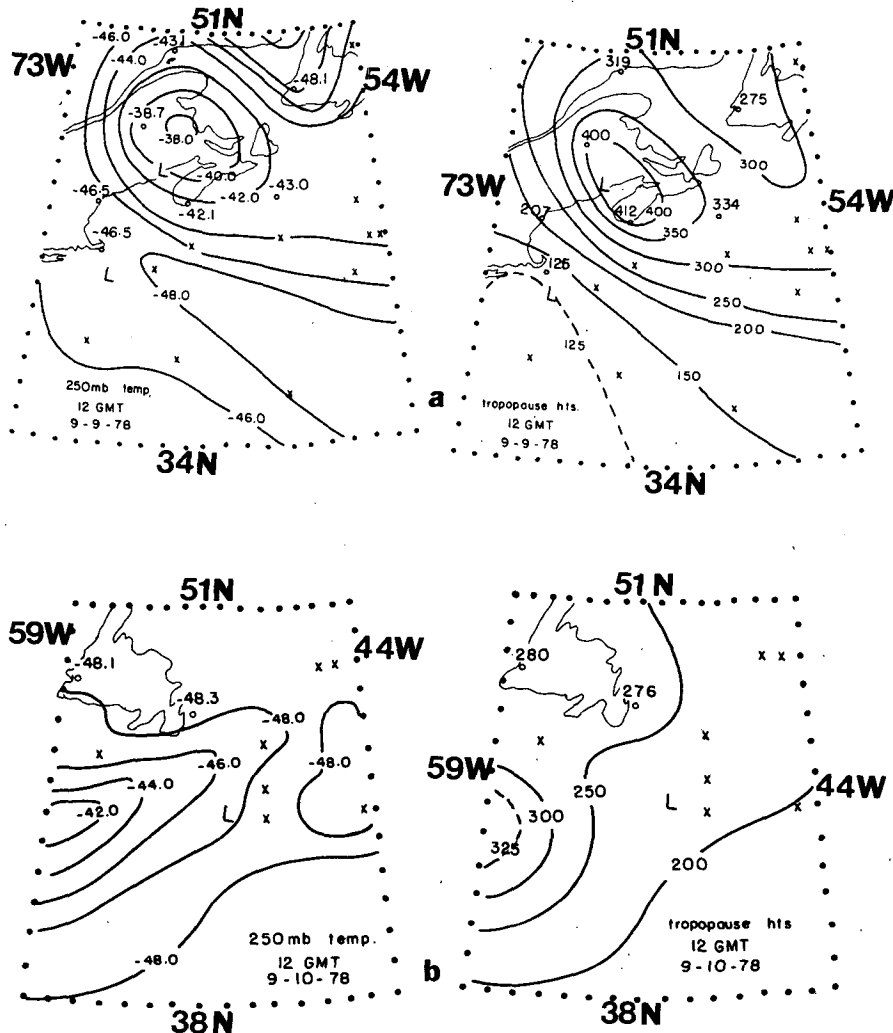 51N
73W
54W
-46.0
-43.1
-44.0
-48.1
-38.7
-38.0
L
-40.0
-42.0
-43.0
-46.5
-42.1
-46.5
L
-48.0
x
250mb temp.
12 GMT
9-9-78
-46.0
34N
a
51N
73W
54W
319
275
400
300
L
207
412
400
334
350
125
300
L
250
200
125
150
tropopause hts.
12 GMT
9-9-78
34N
51N
59W
44W
-48.1
-48.3
-48.0
-46.0
-44.0
-48.0
-42.0
L
250mb temp.
12 GMT
9-10-78
-48.0
38N
b
51N
59W
44W
280
276
250
300
L
325
200
tropopause hts
12 GMT
9-10-78
38N